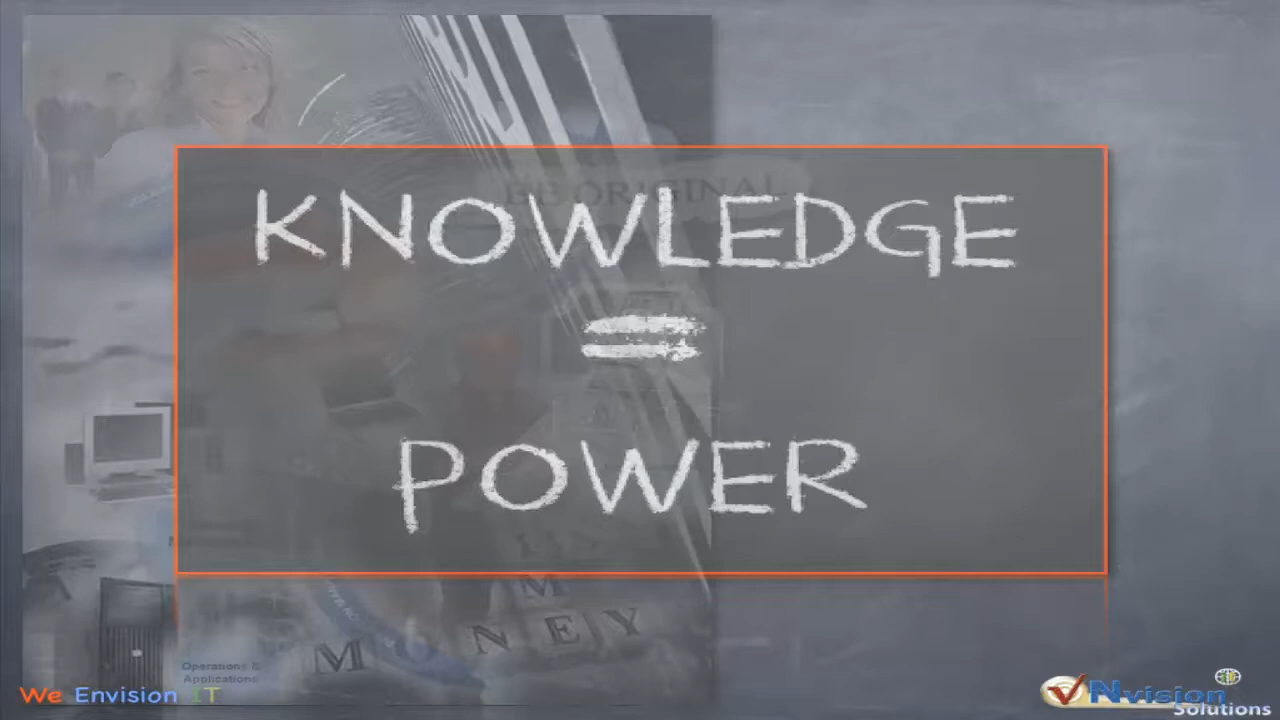 BE ORIGINAL
KNOWLEDGE
=
POWER
M
MONEY
Operations &
Applications
We Envision IT
Nvision
Solutions